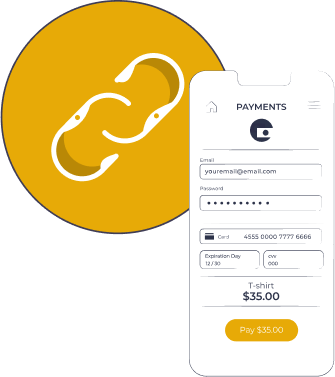 PAYMENTS
Email
youremail@email.com
Password
••••••••••
Card 4555 0000 7777 6666
Expiration Day
12 / 30
cvv
000
T-shirt
$35.00
Pay $35.00